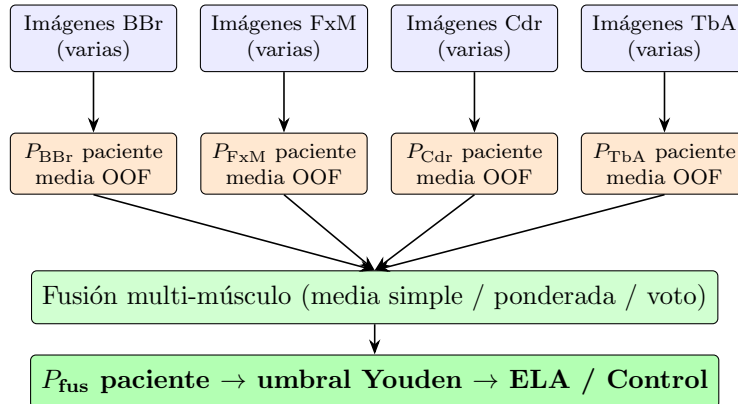 Imágenes BBr
(varias)
Imágenes FxM
(varias)
Imágenes Cdr
(varias)
Imágenes TbA
(varias)
P_BBr paciente
media OOF
P_FxM paciente
media OOF
P_Cdr paciente
media OOF
P_TbA paciente
media OOF
Fusión multi-músculo (media simple / ponderada / voto)
P_fus paciente → umbral Youden → ELA / Control